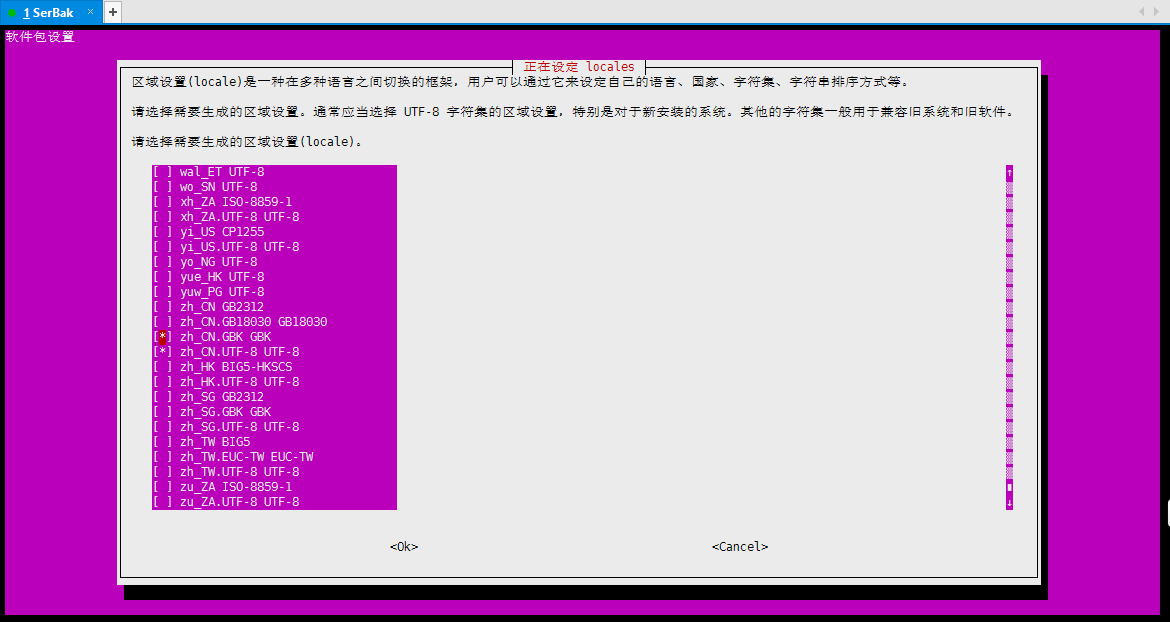 1 SerBak × +
软件包设置
正在设定 locales
区域设置(locale)是一种在多种语言之间切换的框架，用户可以通过它来设定自己的语言、国家、字符集、字符串排序方式等。
请选择需要生成的区域设置。通常应当选择 UTF-8 字符集的区域设置，特别是对于新安装的系统。其他的字符集一般用于兼容旧系统和旧软件。
请选择需要生成的区域设置(locale)。
[ ] wal_ET UTF-8
[ ] wo_SN UTF-8
[ ] xh_ZA ISO-8859-1
[ ] xh_ZA.UTF-8 UTF-8
[ ] yi_US CP1255
[ ] yi_US.UTF-8 UTF-8
[ ] yo_NG UTF-8
[ ] yue_HK UTF-8
[ ] yuw_PG UTF-8
[ ] zh_CN GB2312
[ ] zh_CN.GB18030 GB18030
[*] zh_CN.GBK GBK
[*] zh_CN.UTF-8 UTF-8
[ ] zh_HK BIG5-HKSCS
[ ] zh_HK.UTF-8 UTF-8
[ ] zh_SG GB2312
[ ] zh_SG.GBK GBK
[ ] zh_SG.UTF-8 UTF-8
[ ] zh_TW BIG5
[ ] zh_TW.EUC-TW EUC-TW
[ ] zh_TW.UTF-8 UTF-8
[ ] zu_ZA ISO-8859-1
[ ] zu_ZA.UTF-8 UTF-8
<Ok> <Cancel>